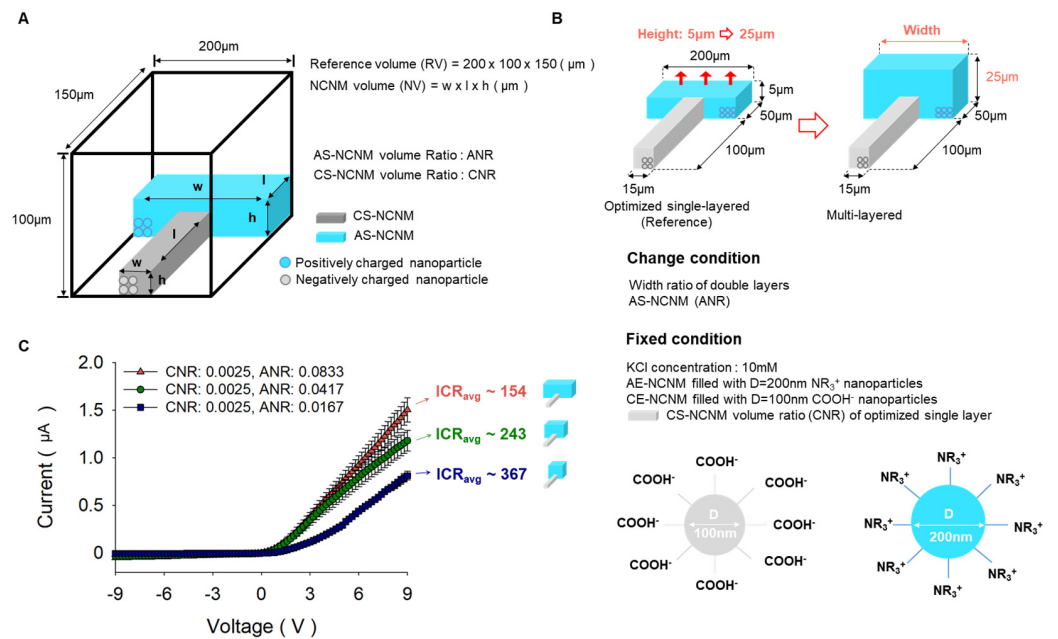 A
200µm
150µm
100µm
w
l
h
l
w
h
Reference volume (RV) = 200 x 100 x 150 ( µm )
NCNM volume (NV) = w x l x h ( µm )
AS-NCNM volume Ratio : ANR
CS-NCNM volume Ratio : CNR
CS-NCNM
AS-NCNM
Positively charged nanoparticle
Negatively charged nanoparticle
B
Height: 5µm ⇨ 25µm
200µm
5µm
50µm
100µm
15µm
Optimized single-layered
(Reference)
Width
25µm
50µm
100µm
15µm
Multi-layered
Change condition
Width ratio of double layers
AS-NCNM (ANR)
Fixed condition
KCl concentration : 10mM
AE-NCNM filled with D=200nm NR₃⁺ nanoparticles
CE-NCNM filled with D=100nm COOH⁻ nanoparticles
CS-NCNM volume ratio (CNR) of optimized single layer
COOH⁻
COOH⁻
COOH⁻
COOH⁻
COOH⁻
COOH⁻
COOH⁻
COOH⁻
D
100nm
NR₃⁺
NR₃⁺
NR₃⁺
NR₃⁺
NR₃⁺
NR₃⁺
NR₃⁺
NR₃⁺
D
200nm
C
CNR: 0.0025, ANR: 0.0833
CNR: 0.0025, ANR: 0.0417
CNR: 0.0025, ANR: 0.0167
ICRavg ~ 154
ICRavg ~ 243
ICRavg ~ 367
2.0
1.5
1.0
0.5
0
Current ( µA )
-9 -6 -3 0 3 6 9
Voltage ( V )